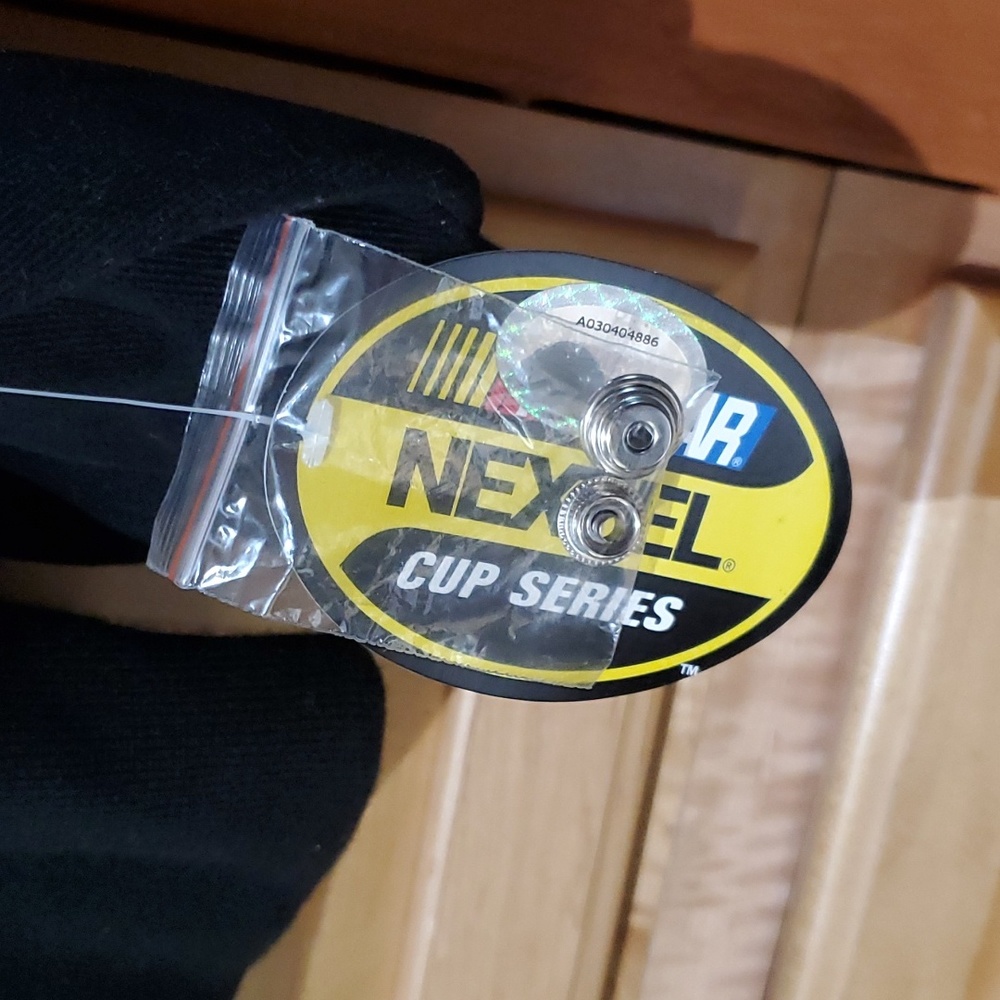 A030404886
AR®
NEXTEL®
CUP SERIES
TM